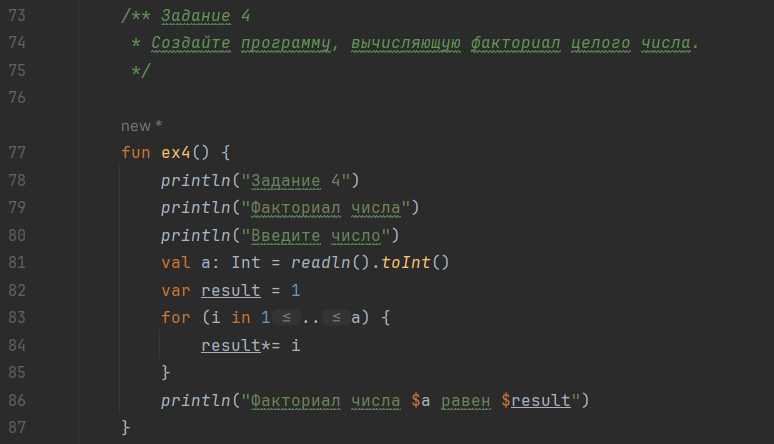 73 /** Задание 4
74 * Создайте программу, вычисляющую факториал целого числа.
75 */
76
new *
77 fun ex4() {
78 println("Задание 4")
79 println("Факториал числа")
80 println("Введите число")
81 val a: Int = readln().toInt()
82 var result = 1
83 for (i in 1 ≤ .. ≤ a) {
84 result*= i
85 }
86 println("Факториал числа $a равен $result")
87 }